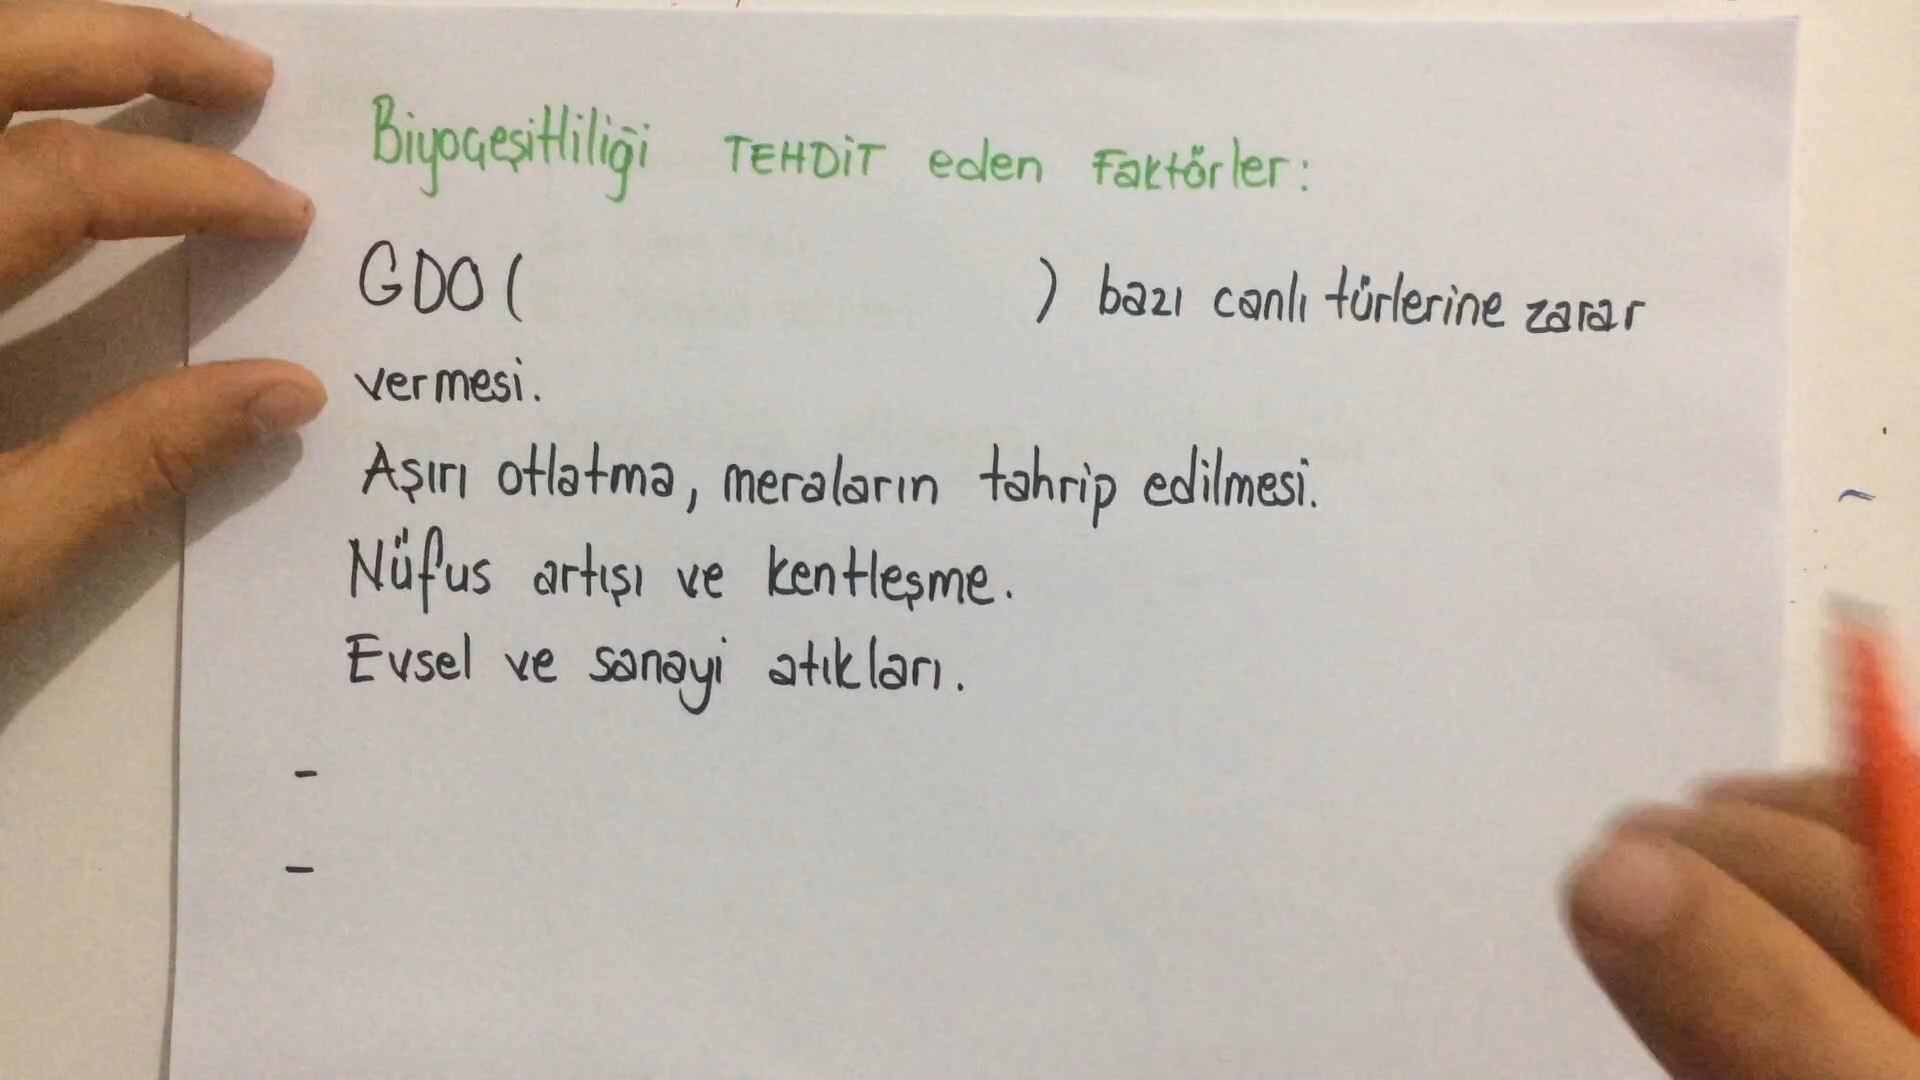 Biyoçeşitliliği TEHDİT eden Faktörler:
GDO ( ) bazı canlı türlerine zarar
vermesi.
Aşırı otlatma, meraların tahrip edilmesi.
Nüfus artışı ve kentleşme.
Evsel ve sanayi atıkları.
-
-